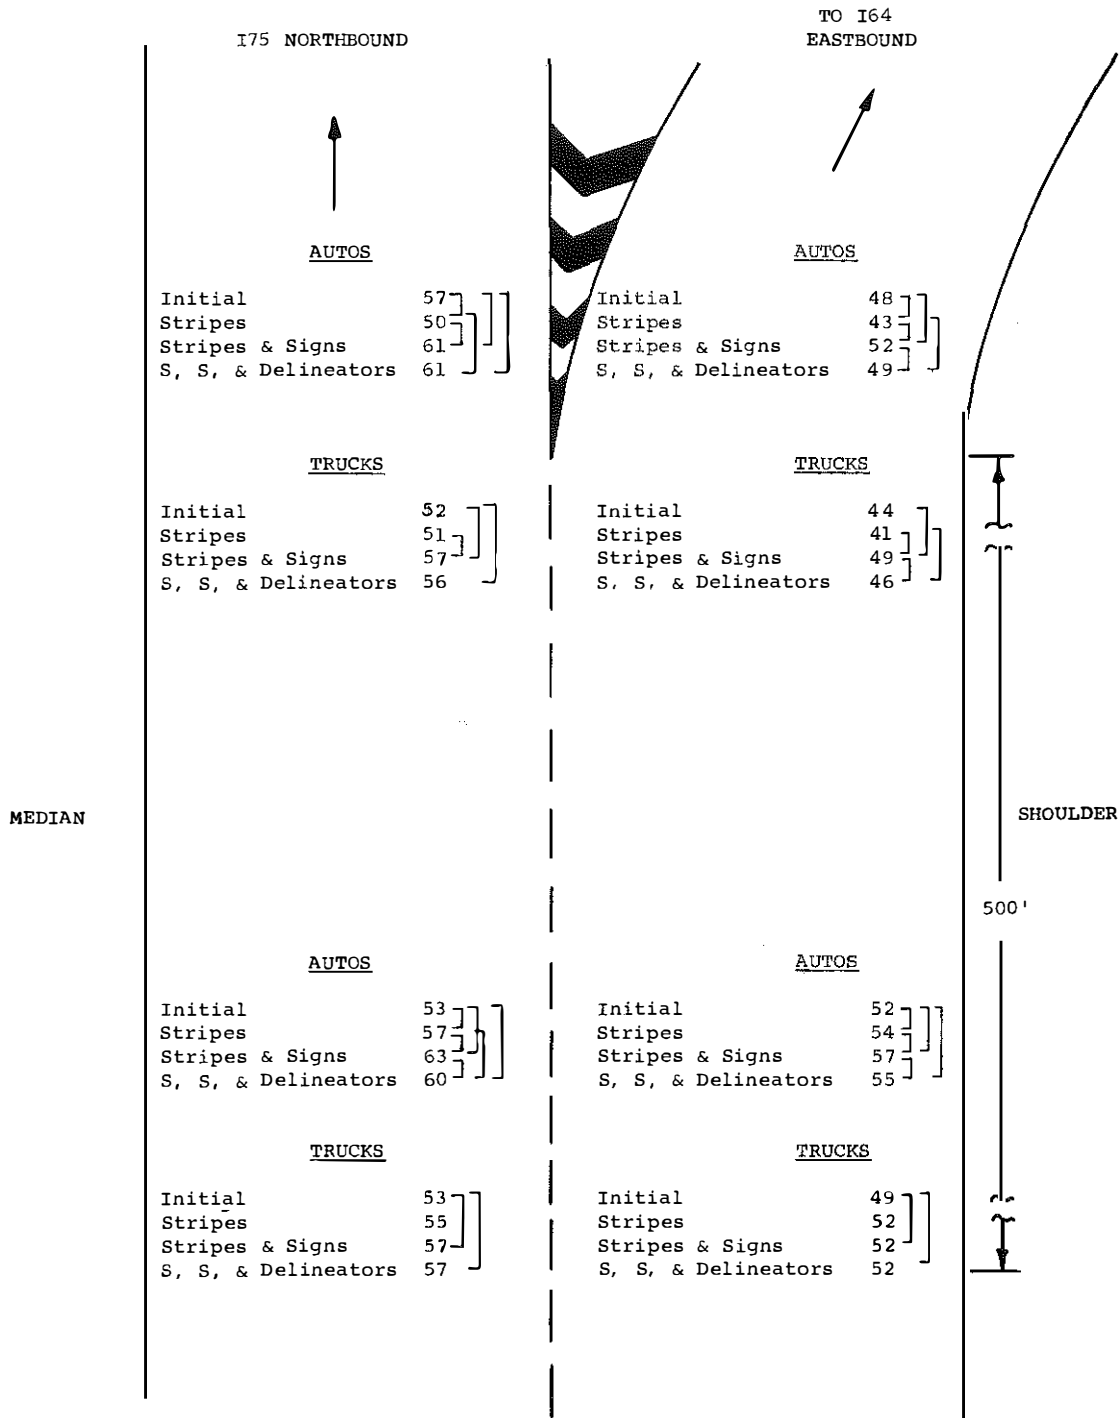 I75 NORTHBOUND
TO I64
EASTBOUND
AUTOS
Initial 57
Stripes 50
Stripes & Signs 61
S, S, & Delineators 61
AUTOS
Initial 48
Stripes 43
Stripes & Signs 52
S, S, & Delineators 49
TRUCKS
Initial 52
Stripes 51
Stripes & Signs 57
S, S, & Delineators 56
TRUCKS
Initial 44
Stripes 41
Stripes & Signs 49
S, S, & Delineators 46
MEDIAN
SHOULDER
500'
AUTOS
Initial 53
Stripes 57
Stripes & Signs 63
S, S, & Delineators 60
AUTOS
Initial 52
Stripes 54
Stripes & Signs 57
S, S, & Delineators 55
TRUCKS
Initial 53
Stripes 55
Stripes & Signs 57
S, S, & Delineators 57
TRUCKS
Initial 49
Stripes 52
Stripes & Signs 52
S, S, & Delineators 52